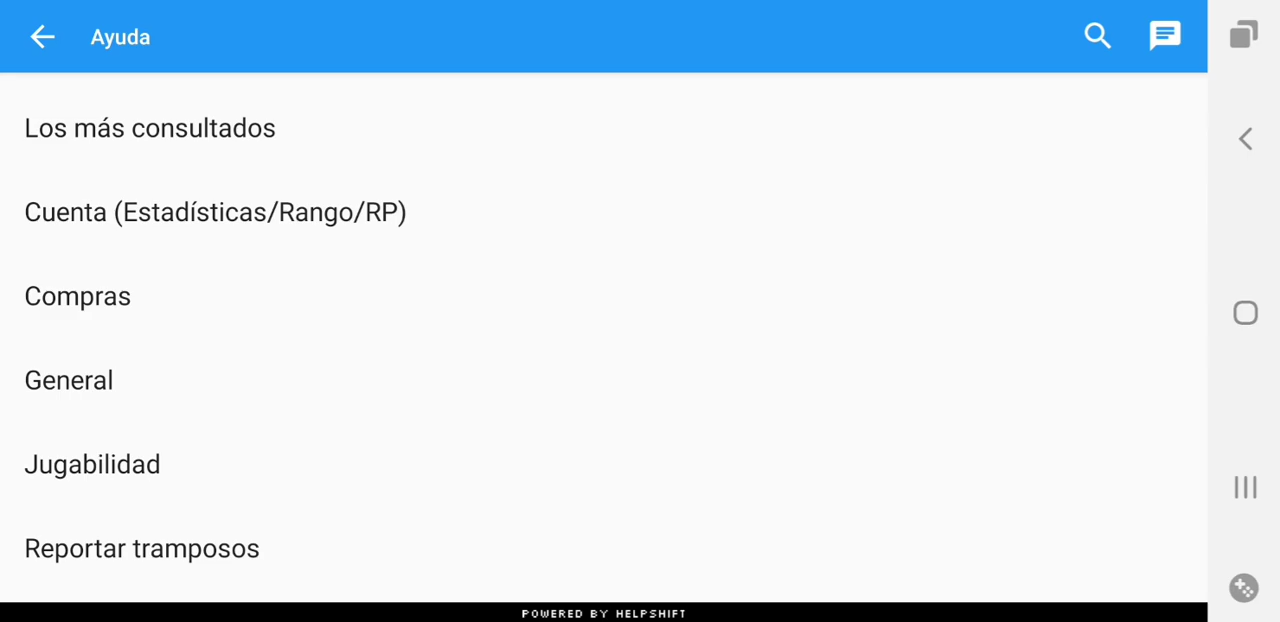 Ayuda
Los más consultados
Cuenta (Estadísticas/Rango/RP)
Compras
General
Jugabilidad
Reportar tramposos
POWERED BY HELPSHIFT